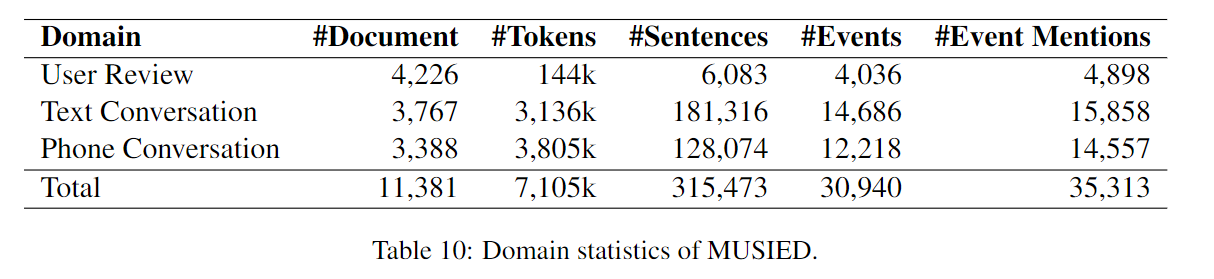 Domain #Document #Tokens #Sentences #Events #Event Mentions
User Review 4,226 144k 6,083 4,036 4,898
Text Conversation 3,767 3,136k 181,316 14,686 15,858
Phone Conversation 3,388 3,805k 128,074 12,218 14,557
Total 11,381 7,105k 315,473 30,940 35,313
Table 10: Domain statistics of MUSIED.